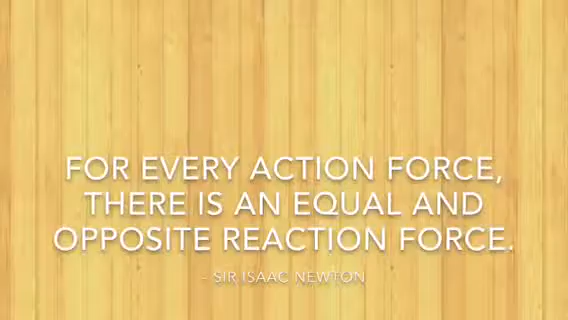 FOR EVERY ACTION FORCE,
THERE IS AN EQUAL AND
OPPOSITE REACTION FORCE.
- SIR ISAAC NEWTON